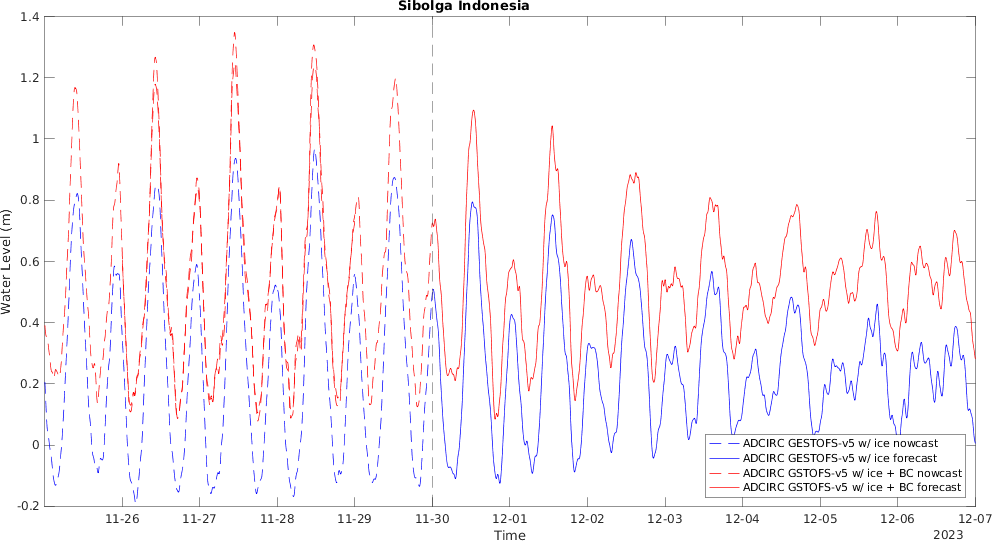 Sibolga Indonesia
1.4
1.2
1
0.8
0.6
0.4
0.2
0
-0.2
Water Level (m)
ADCIRC GESTOFS-v5 w/ ice nowcast
ADCIRC GESTOFS-v5 w/ ice forecast
ADCIRC GSTOFS-v5 w/ ice + BC nowcast
ADCIRC GSTOFS-v5 w/ ice + BC forecast
11-26 11-27 11-28 11-29 11-30 12-01 12-02 12-03 12-04 12-05 12-06 12-07
Time
2023